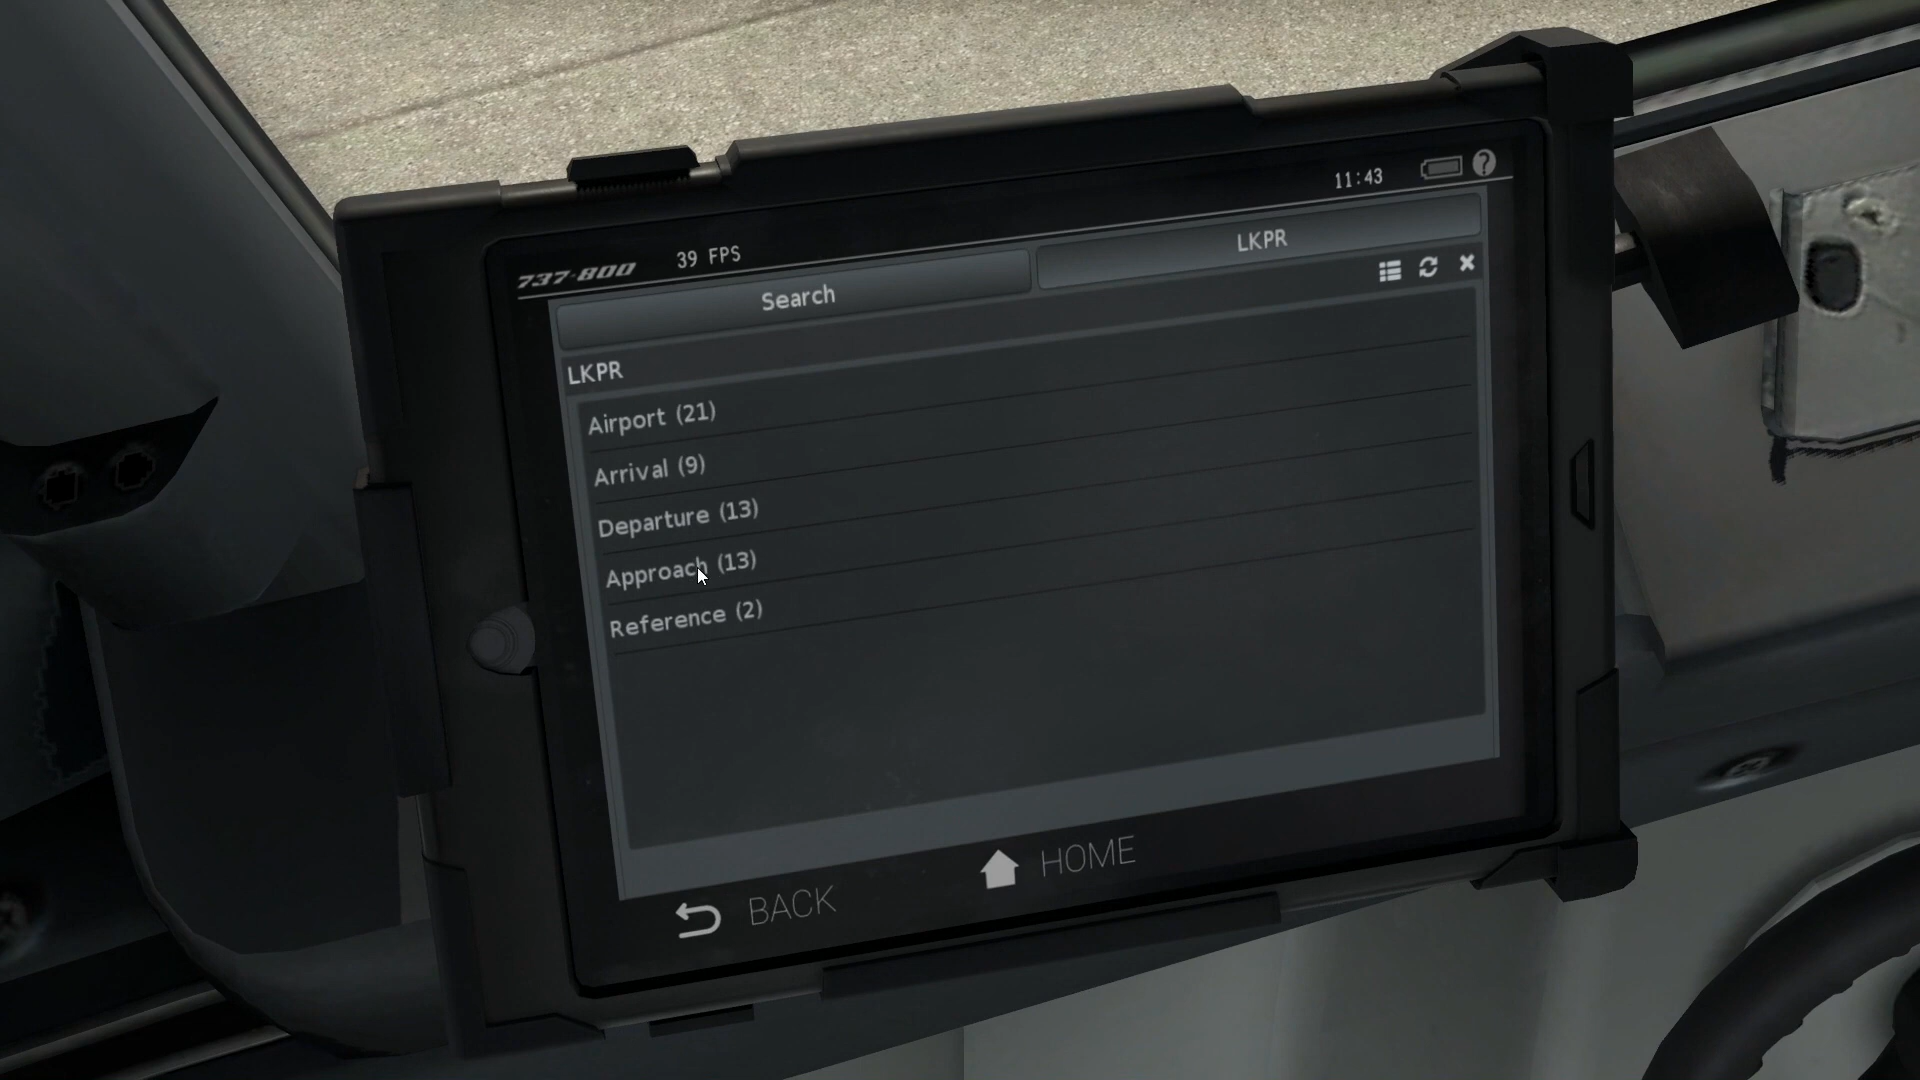 737-800 39 FPS 11:43 ?
Search LKPR
LKPR
Airport (21)
Arrival (9)
Departure (13)
Approach (13)
Reference (2)
BACK HOME